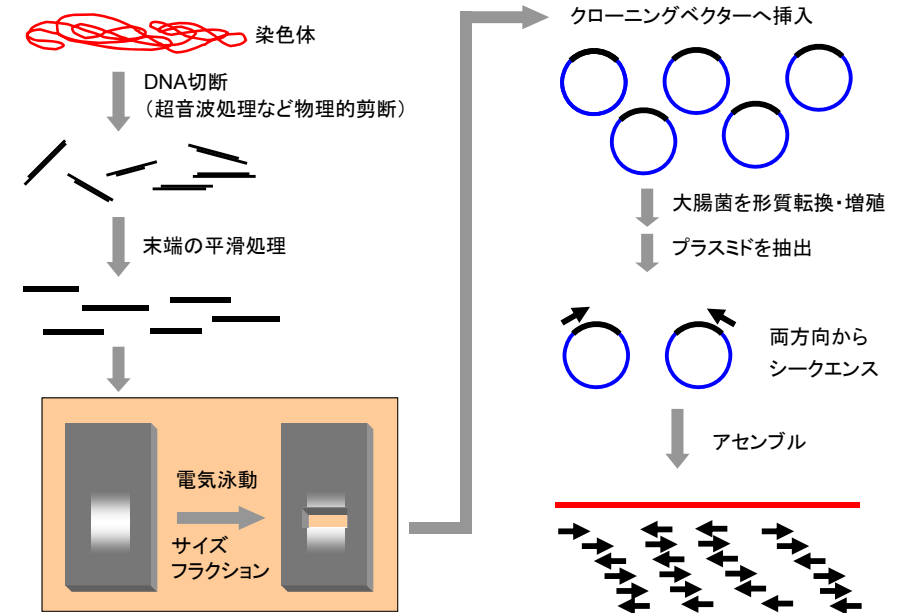 染色体
DNA切断
（超音波処理など物理的剪断）
末端の平滑処理
電気泳動
サイズ
フラクション
クローニングベクターへ挿入
大腸菌を形質転換・増殖
プラスミドを抽出
両方向から
シークエンス
アセンブル